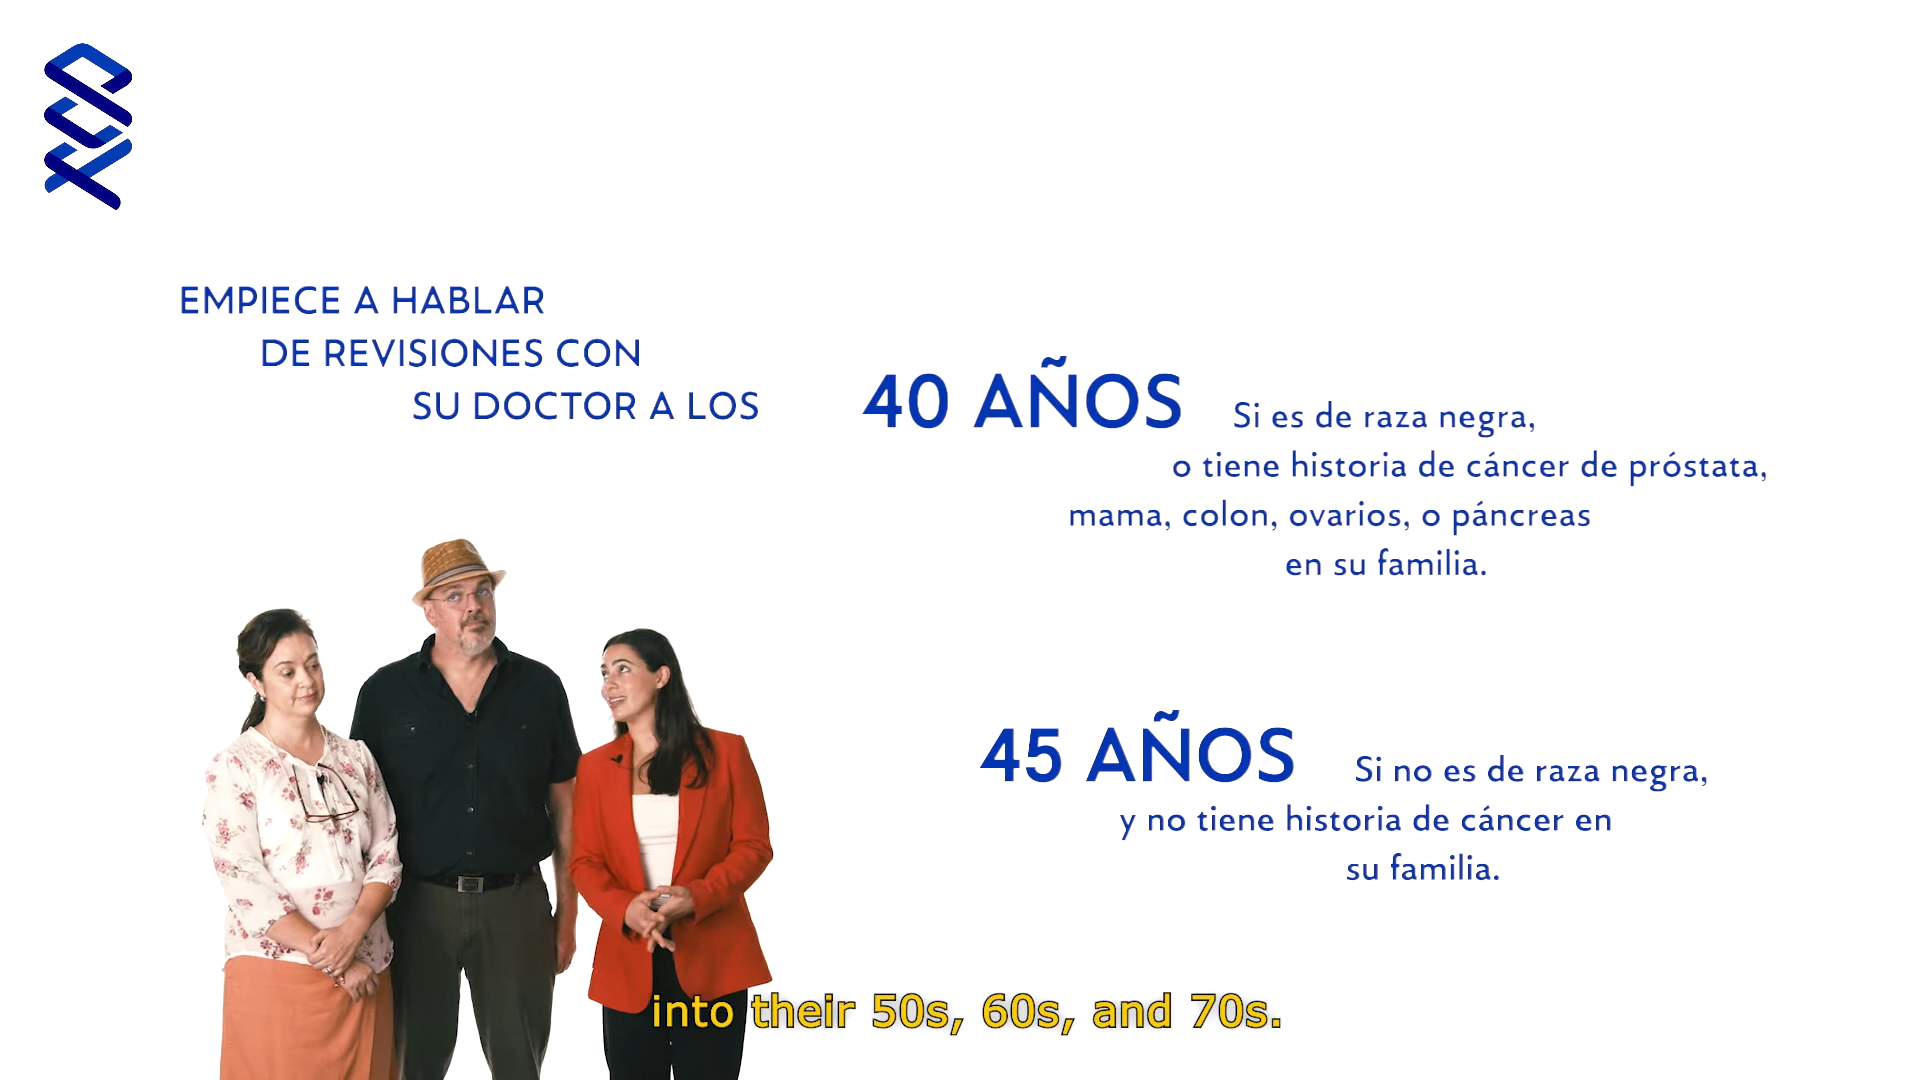 EMPIECE A HABLAR
DE REVISIONES CON
SU DOCTOR A LOS
40 AÑOS Si es de raza negra,
o tiene historia de cáncer de próstata,
mama, colon, ovarios, o páncreas
en su familia.
45 AÑOS Si no es de raza negra,
y no tiene historia de cáncer en
su familia.
into their 50s, 60s, and 70s.